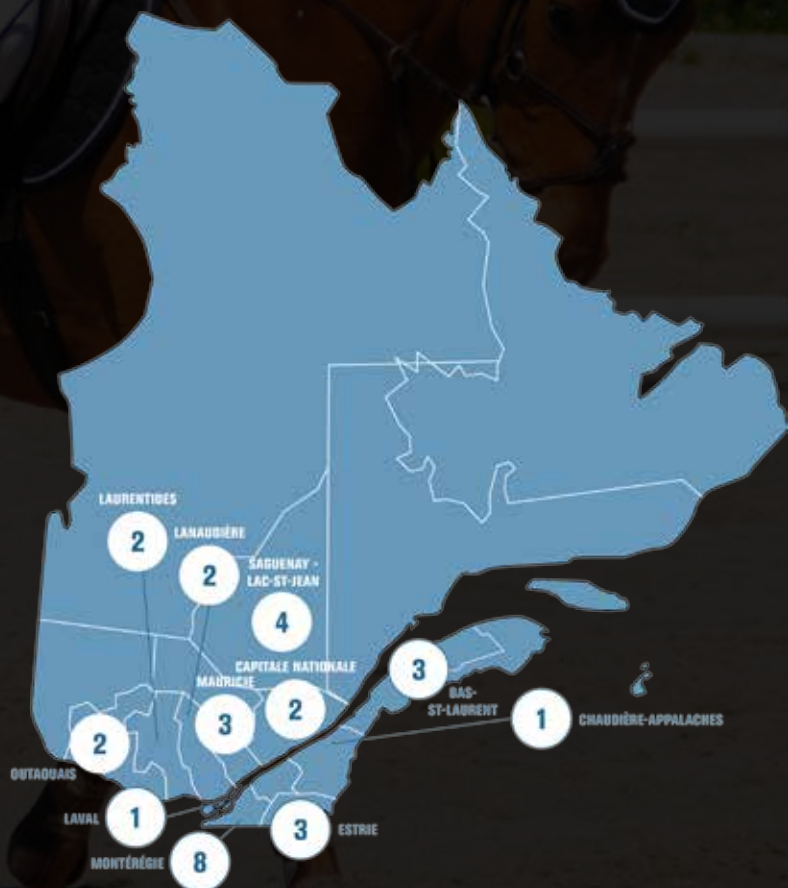 LAURENTIDES
2
LANAUDIÈRE
2
SAGUENAY -
LAC-ST-JEAN
4
CAPITALE NATIONALE
2
MAURICIE
3
3
BAS-
ST-LAURENT
1
CHAUDIÈRE-APPALACHES
2
OUTAOUAIS
LAVAL
1
3
ESTRIE
MONTÉRÉGIE
8